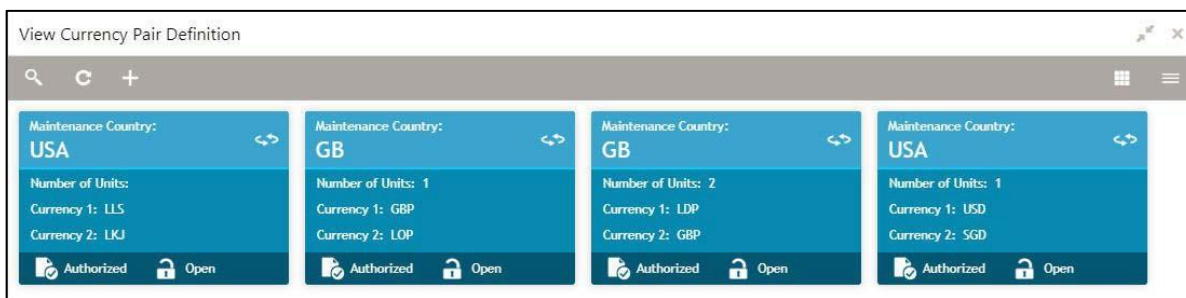 View Currency Pair Definition
Maintenance Country:
USA
Number of Units:
Currency 1: LLS
Currency 2: LKJ
Authorized Open
Maintenance Country:
GB
Number of Units: 1
Currency 1: GBP
Currency 2: LOP
Authorized Open
Maintenance Country:
GB
Number of Units: 2
Currency 1: LDP
Currency 2: GBP
Authorized Open
Maintenance Country:
USA
Number of Units: 1
Currency 1: USD
Currency 2: SGD
Authorized Open